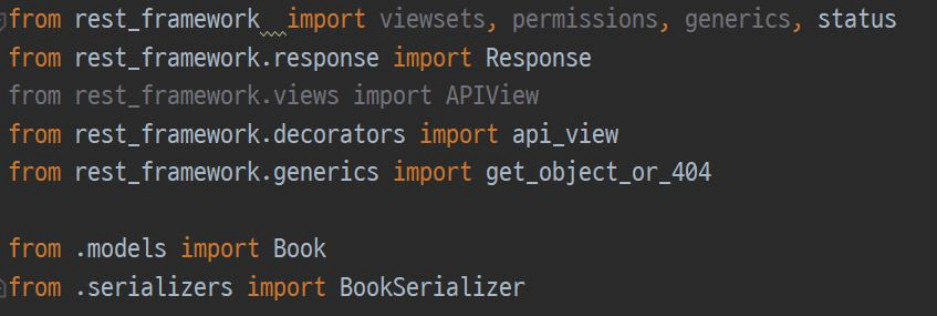 from rest_framework  import viewsets, permissions, generics, status
from rest_framework.response import Response
from rest_framework.views import APIView
from rest_framework.decorators import api_view
from rest_framework.generics import get_object_or_404
from .models import Book
from .serializers import BookSerializer